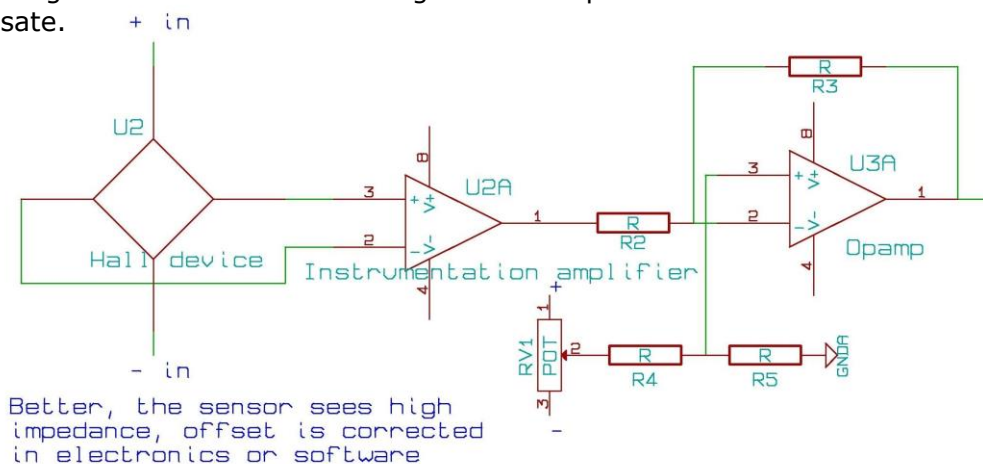 sate.
+ in
U2
Hall device
- in
3
2
8
4
+ V+
- V-
U2A
1
Instrumentation amplifier
R
R2
R
R3
3
2
8
4
+ V+
- V-
U3A
1
Opamp
+
1
RV1
POT
2
3
-
R
R4
R
R5
GNDA
Better, the sensor sees high
impedance, offset is corrected
in electronics or software